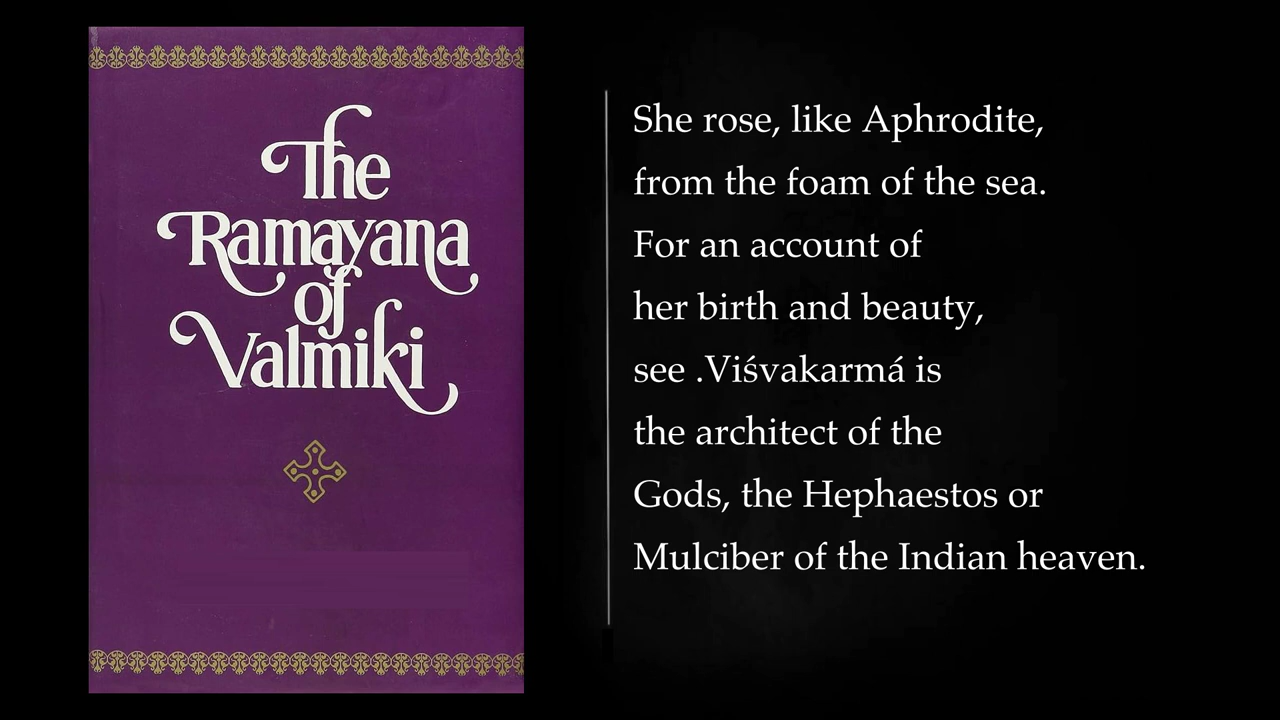 The
Ramayana
of
Valmiki
She rose, like Aphrodite,
from the foam of the sea.
For an account of
her birth and beauty,
see .Viśvakarmá is
the architect of the
Gods, the Hephaestos or
Mulciber of the Indian heaven.